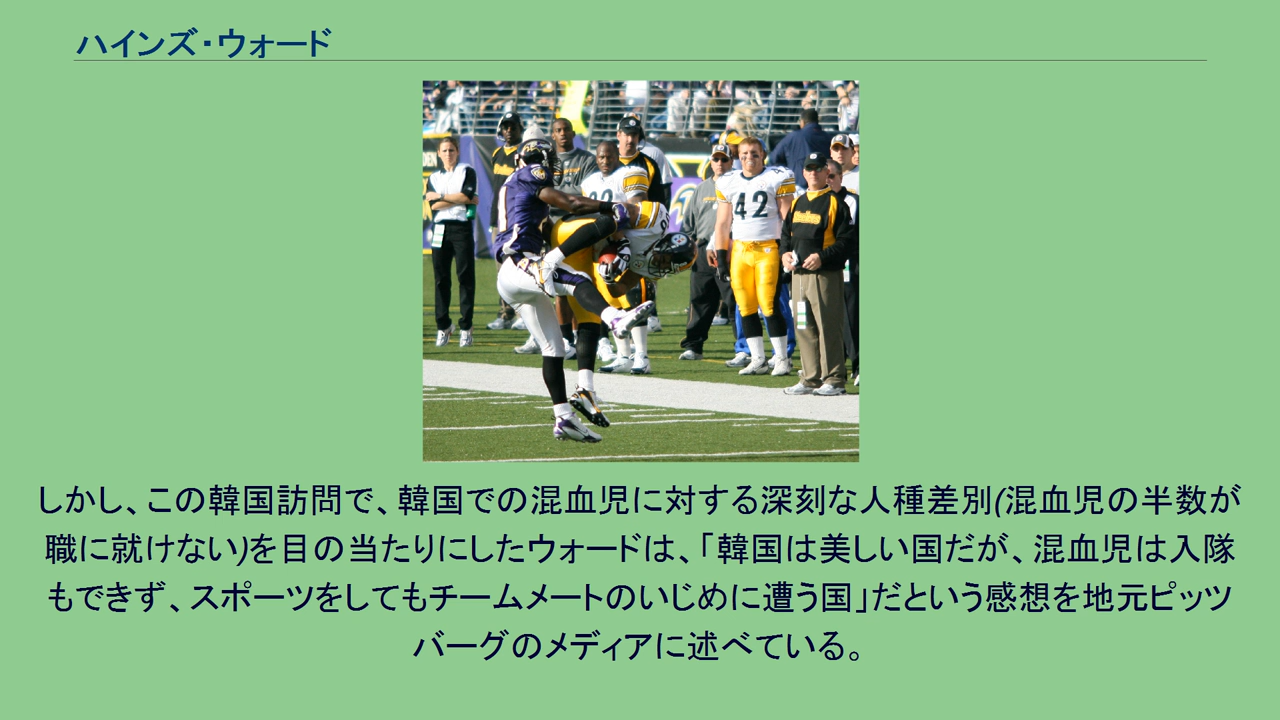 ハインズ・ウォード
42
しかし、この韓国訪問で、韓国での混血児に対する深刻な人種差別(混血児の半数が
職に就けない)を目の当たりにしたウォードは、「韓国は美しい国だが、混血児は入隊
もできず、スポーツをしてもチームメートのいじめに遭う国」だという感想を地元ピッツ
バーグのメディアに述べている。